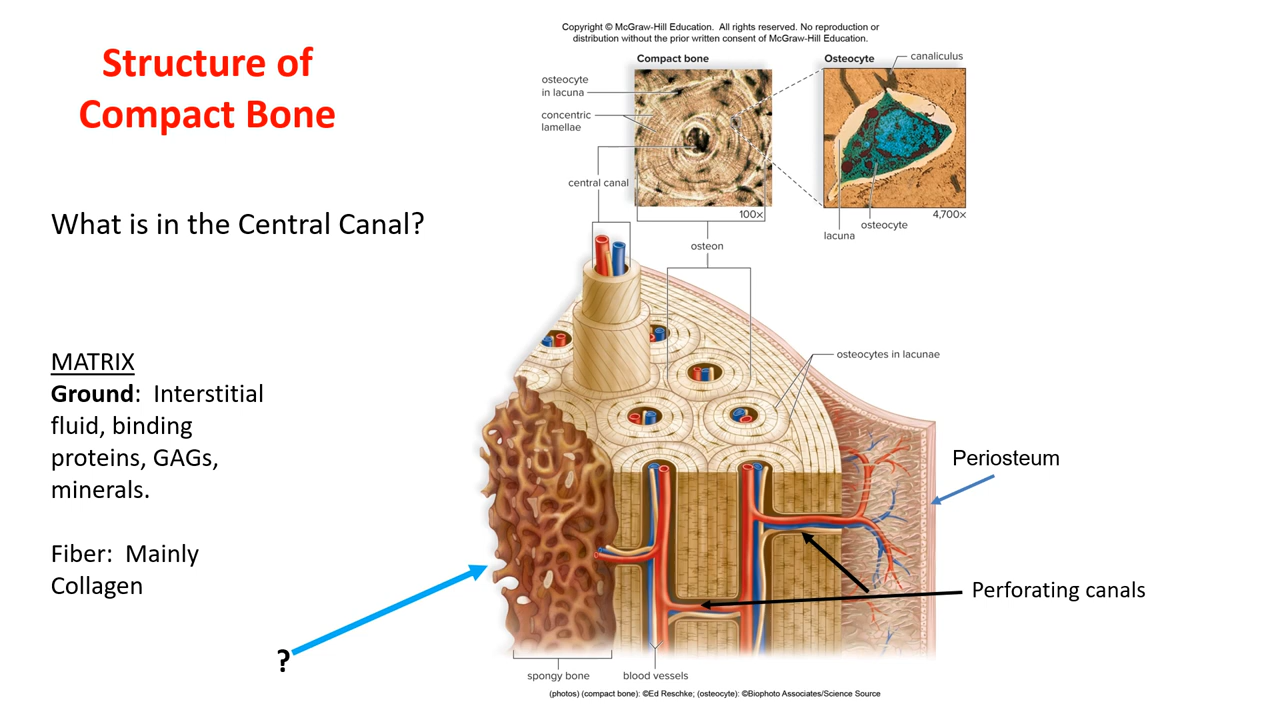 Structure of
Compact Bone
What is in the Central Canal?
MATRIX
Ground:  Interstitial
fluid, binding
proteins, GAGs,
minerals.
Fiber:  Mainly
Collagen
?
Copyright © McGraw-Hill Education.  All rights reserved. No reproduction or
distribution without the prior written consent of McGraw-Hill Education.
Compact bone
osteocyte
in lacuna
concentric
lamellae
central canal
100×
Osteocyte
canaliculus
4,700×
osteocyte
lacuna
osteon
osteocytes in lacunae
Periosteum
Perforating canals
spongy bone
blood vessels
(photos) (compact bone): ©Ed Reschke; (osteocyte): ©Biophoto Associates/Science Source